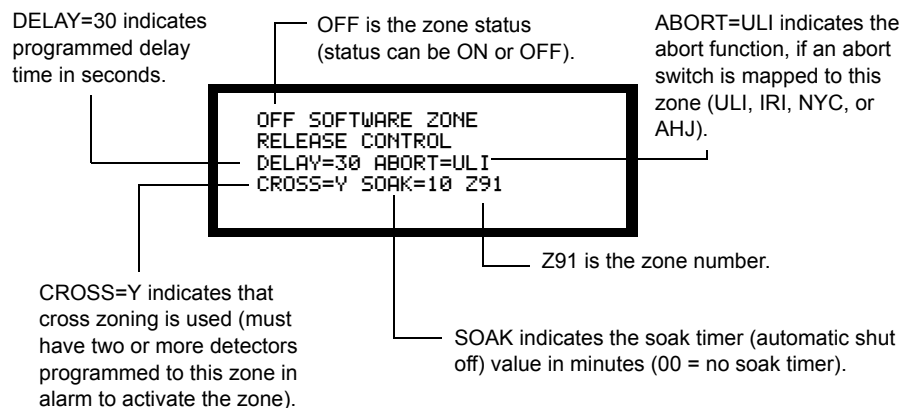 DELAY=30 indicates
programmed delay
time in seconds.
OFF is the zone status
(status can be ON or OFF).
ABORT=ULI indicates the
abort function, if an abort
switch is mapped to this
zone (ULI, IRI, NYC, or
AHJ).
OFF SOFTWARE ZONE
RELEASE CONTROL
DELAY=30 ABORT=ULI
CROSS=Y SOAK=10 Z91
Z91 is the zone number.
CROSS=Y indicates that
cross zoning is used (must
have two or more detectors
programmed to this zone in
alarm to activate the zone).
SOAK indicates the soak timer (automatic shut
off) value in minutes (00 = no soak timer).